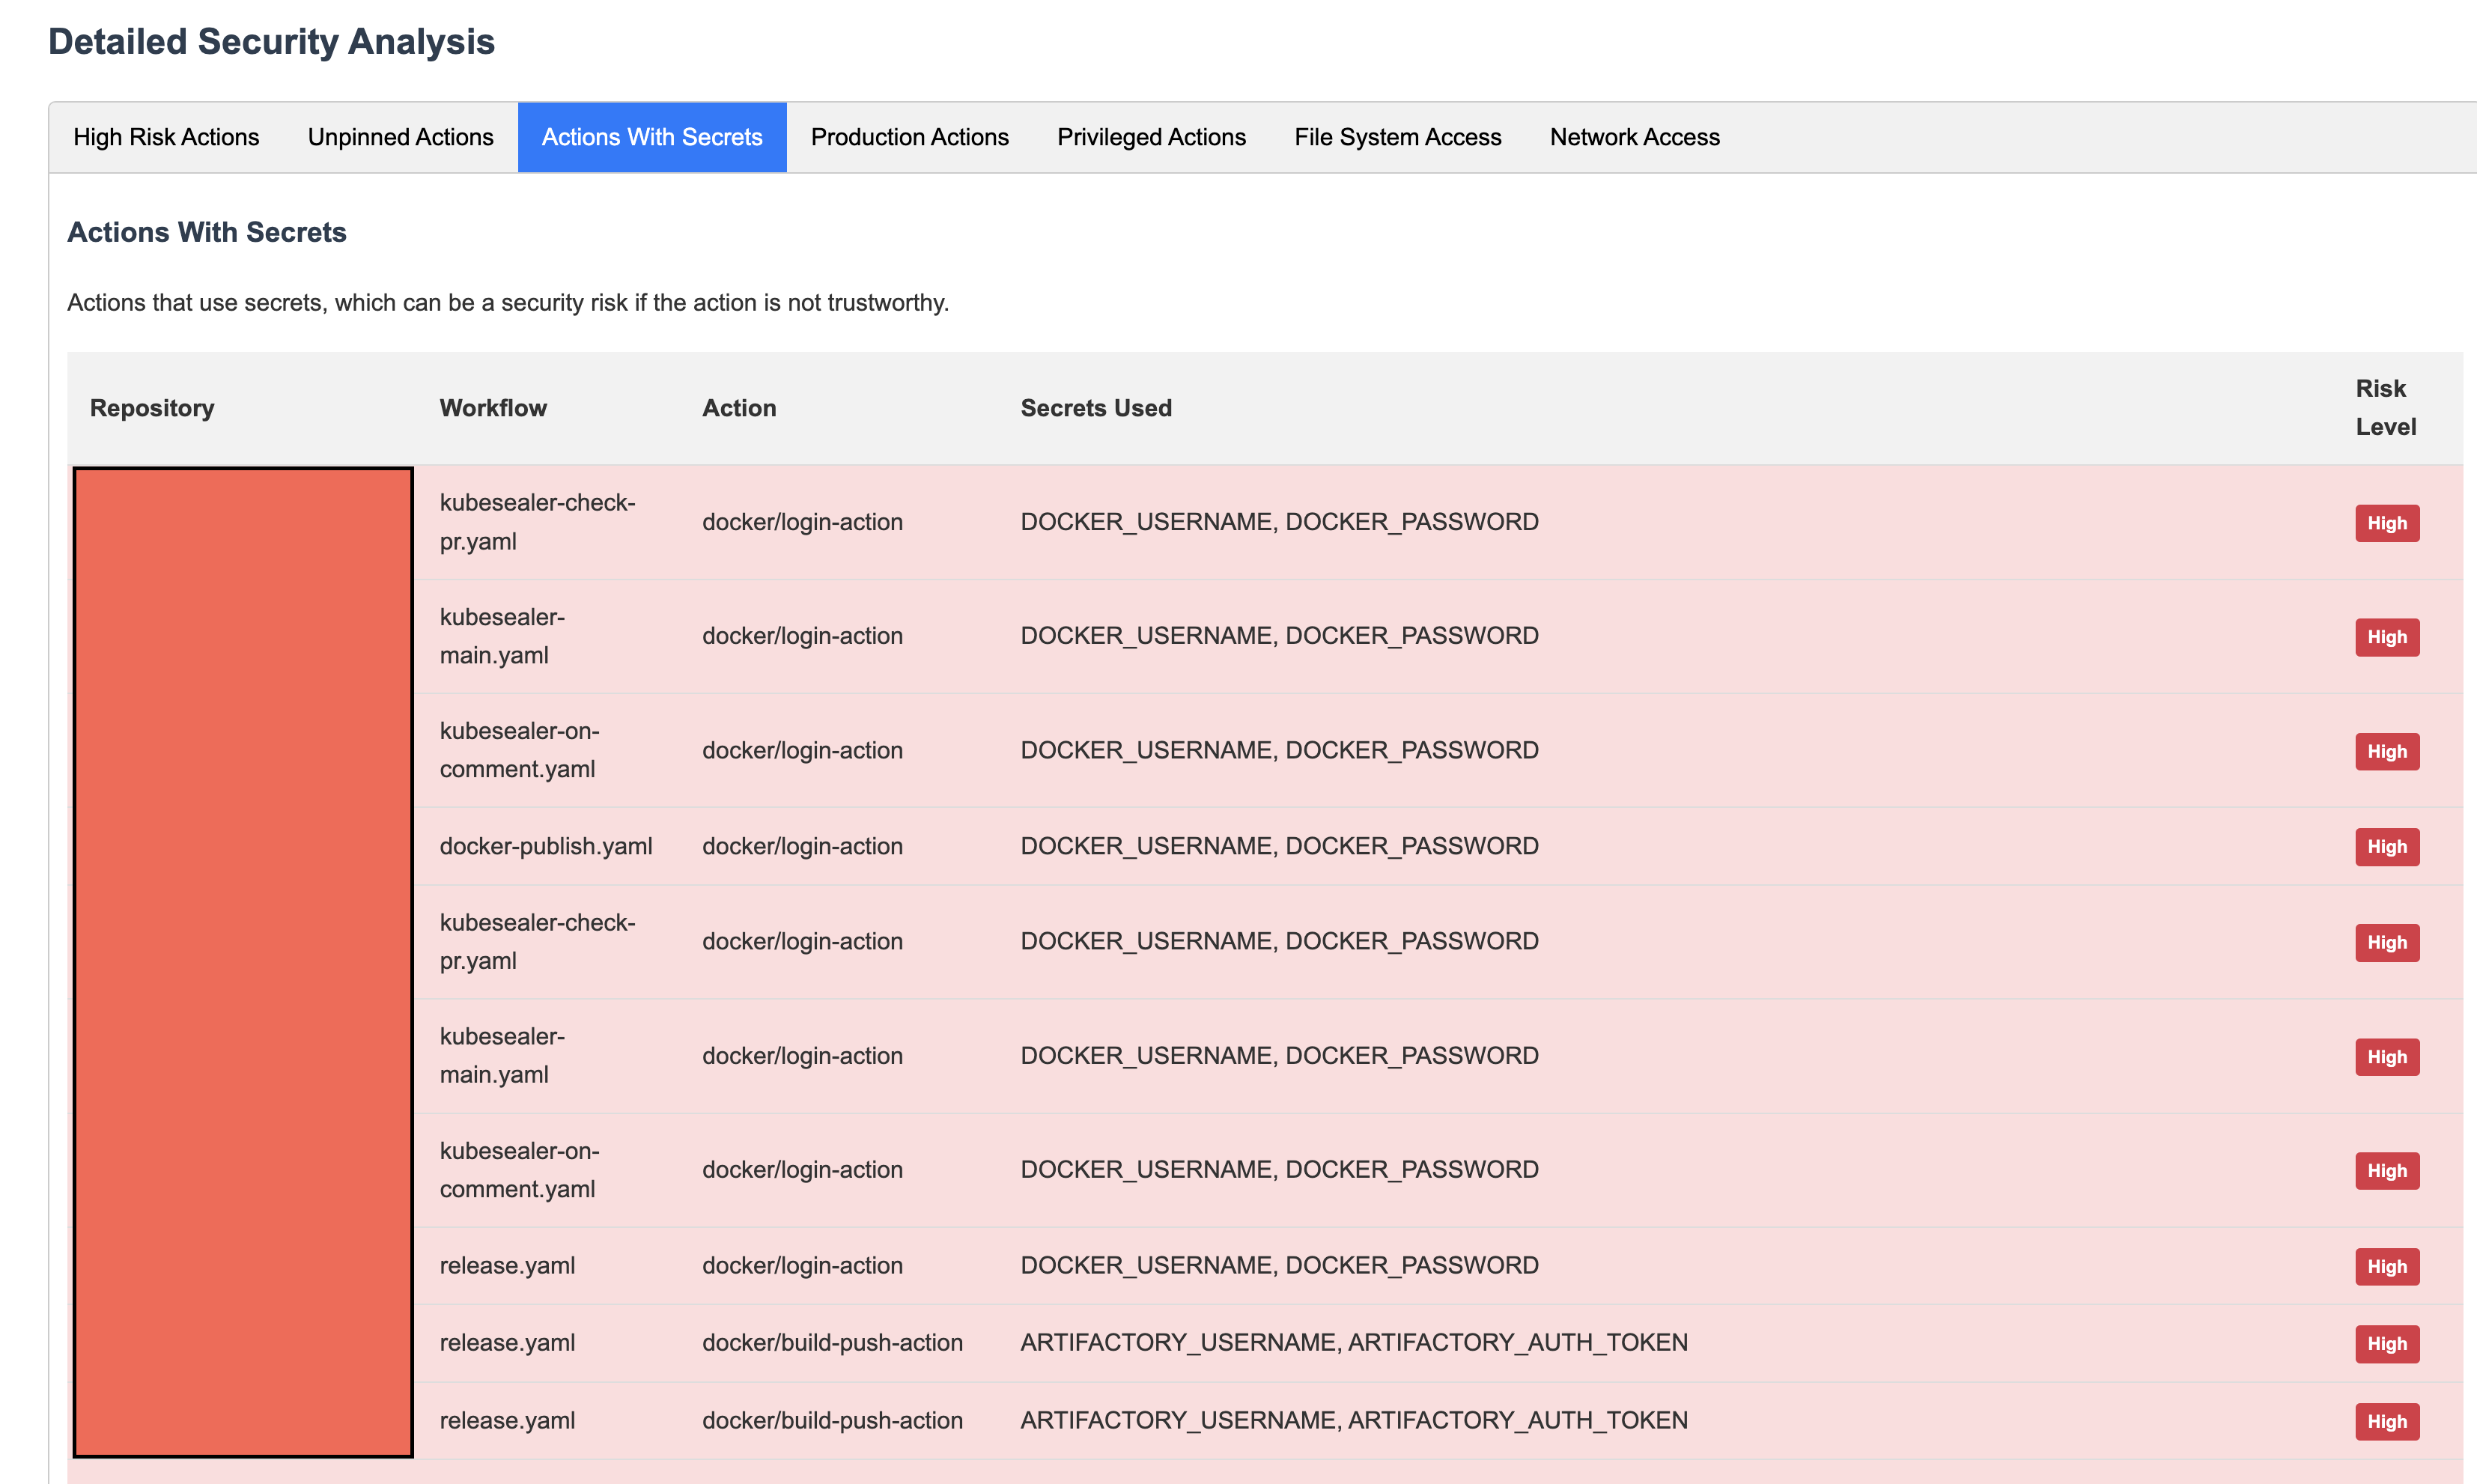 Detailed Security Analysis
High Risk Actions Unpinned Actions Actions With Secrets Production Actions Privileged Actions File System Access Network Access
Actions With Secrets
Actions that use secrets, which can be a security risk if the action is not trustworthy.
Repository Workflow Action Secrets Used Risk
Level
kubesealer-check-
pr.yaml docker/login-action DOCKER_USERNAME, DOCKER_PASSWORD High
kubesealer-
main.yaml docker/login-action DOCKER_USERNAME, DOCKER_PASSWORD High
kubesealer-on-
comment.yaml docker/login-action DOCKER_USERNAME, DOCKER_PASSWORD High
docker-publish.yaml docker/login-action DOCKER_USERNAME, DOCKER_PASSWORD High
kubesealer-check-
pr.yaml docker/login-action DOCKER_USERNAME, DOCKER_PASSWORD High
kubesealer-
main.yaml docker/login-action DOCKER_USERNAME, DOCKER_PASSWORD High
kubesealer-on-
comment.yaml docker/login-action DOCKER_USERNAME, DOCKER_PASSWORD High
release.yaml docker/login-action DOCKER_USERNAME, DOCKER_PASSWORD High
release.yaml docker/build-push-action ARTIFACTORY_USERNAME, ARTIFACTORY_AUTH_TOKEN High
release.yaml docker/build-push-action ARTIFACTORY_USERNAME, ARTIFACTORY_AUTH_TOKEN High